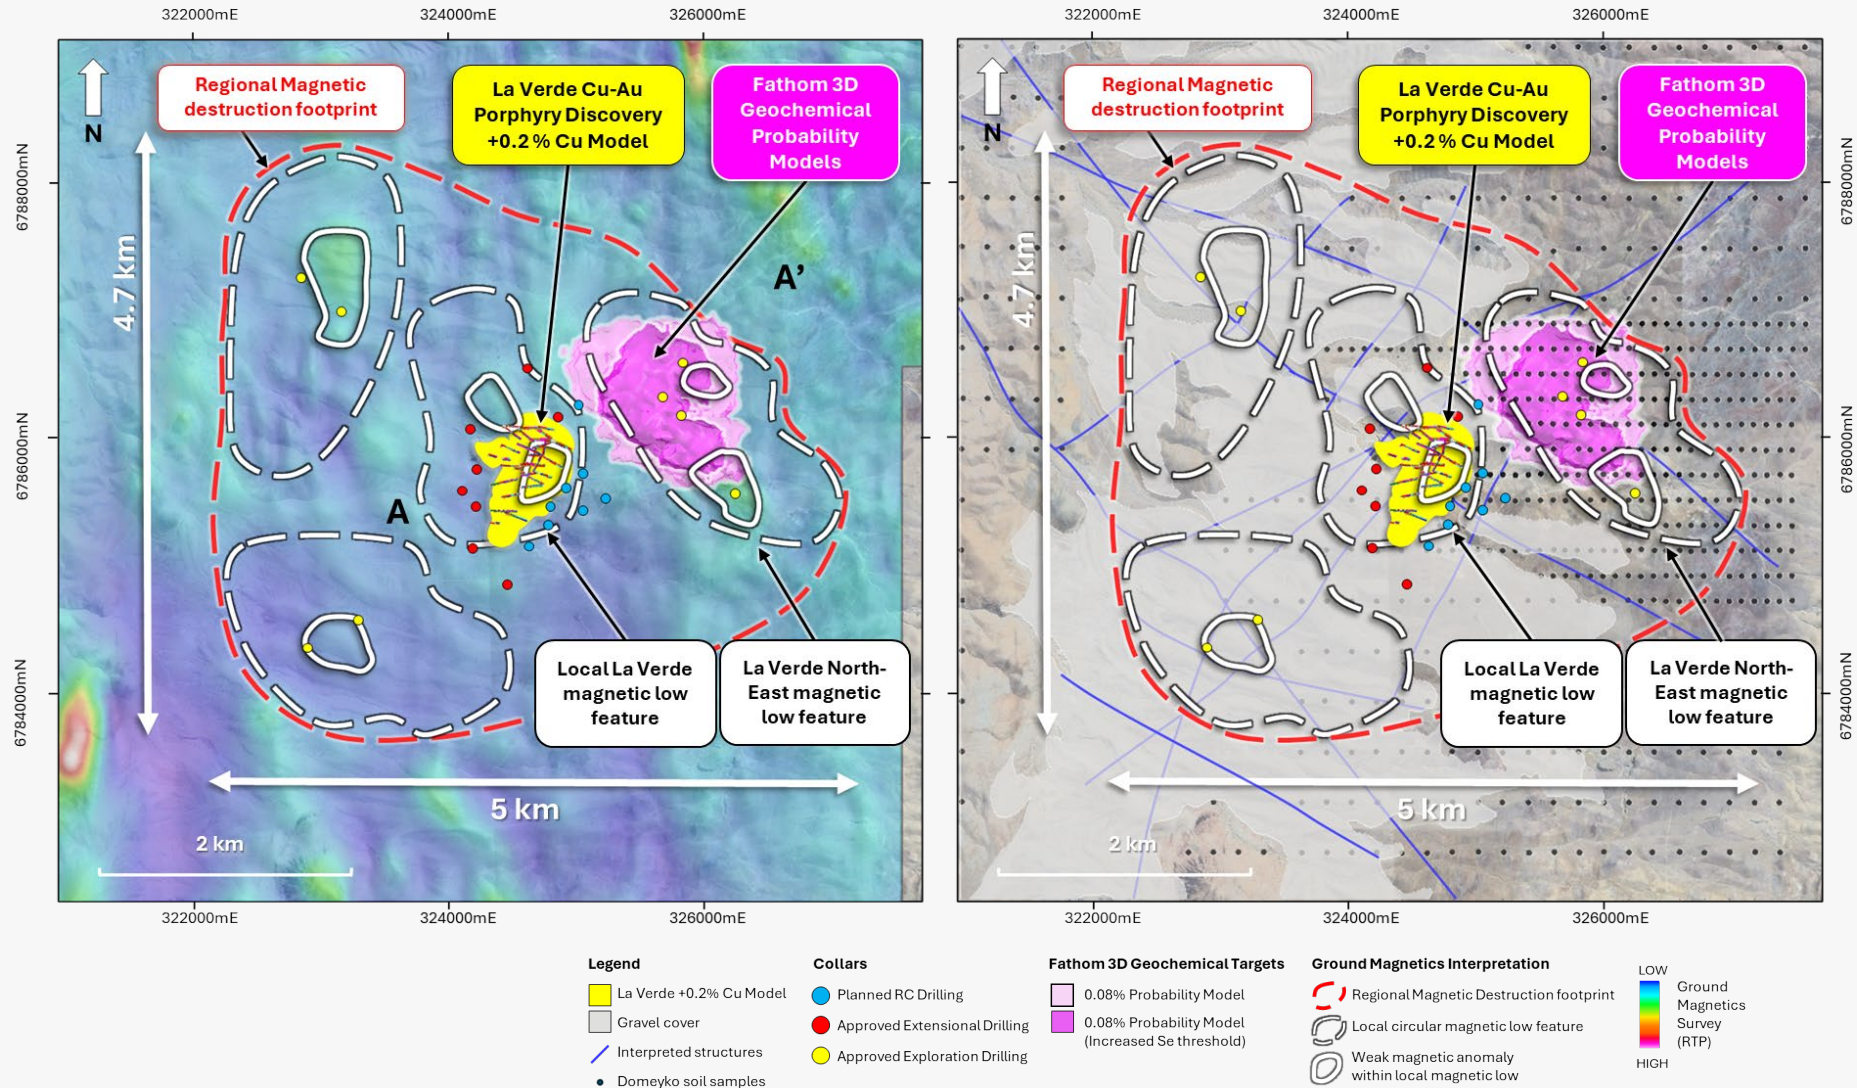 322000mE
324000mE
326000mE
322000mE
324000mE
326000mE
6788000mN
6786000mN
6784000mN
N
Regional Magnetic
destruction footprint
La Verde Cu-Au
Porphyry Discovery
+0.2 % Cu Model
Fathom 3D
Geochemical
Probability
Models
4.7 km
A'
A
Local La Verde
magnetic low
feature
La Verde North-
East magnetic
low feature
5 km
2 km
N
Regional Magnetic
destruction footprint
La Verde Cu-Au
Porphyry Discovery
+0.2 % Cu Model
Fathom 3D
Geochemical
Probability
Models
4.7 km
Local La Verde
magnetic low
feature
La Verde North-
East magnetic
low feature
5 km
2 km
6788000mN
6786000mN
6784000mN
322000mE
324000mE
326000mE
322000mE
324000mE
326000mE
Legend
La Verde +0.2% Cu Model
Gravel cover
Interpreted structures
Domeyko soil samples
Collars
Planned RC Drilling
Approved Extensional Drilling
Approved Exploration Drilling
Fathom 3D Geochemical Targets
0.08% Probability Model
0.08% Probability Model
(Increased Se threshold)
Ground Magnetics Interpretation
Regional Magnetic Destruction footprint
Local circular magnetic low feature
Weak magnetic anomaly
within local magnetic low
LOW
Ground
Magnetics
Survey
(RTP)
HIGH